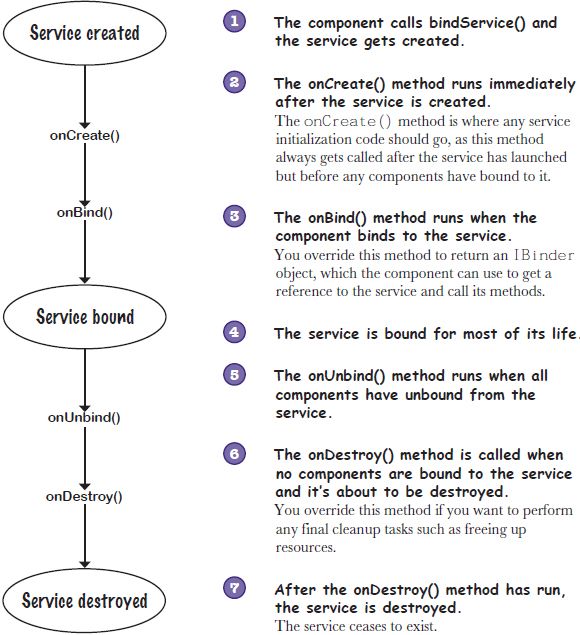 Service created
onCreate()
onBind()
Service bound
onUnbind()
onDestroy()
Service destroyed
1
The component calls bindService() and
the service gets created.
2
The onCreate() method runs immediately
after the service is created.
The onCreate() method is where any service
initialization code should go, as this method
always gets called after the service has launched
but before any components have bound to it.
3
The onBind() method runs when the
component binds to the service.
You override this method to return an IBinder
object, which the component can use to get a
reference to the service and call its methods.
4
The service is bound for most of its life.
5
The onUnbind() method runs when all
components have unbound from the
service.
6
The onDestroy() method is called when
no components are bound to the service
and it's about to be destroyed.
You override this method if you want to perform
any final cleanup tasks such as freeing up
resources.
7
After the onDestroy() method has run,
the service is destroyed.
The service ceases to exist.